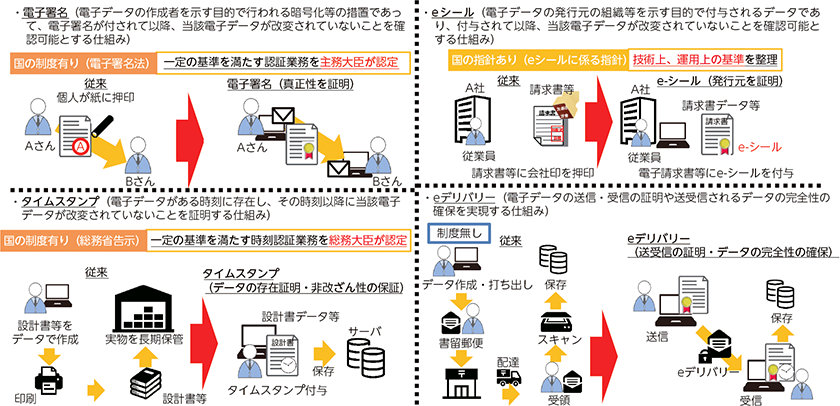 ・電子署名（電子データの作成者を示す目的で行われる暗号化等の措置であっ
て、電子署名が付されて以降、当該電子データが改変されていないことを確
認可能とする仕組み）
国の制度有り（電子署名法） 一定の基準を満たす認証業務を主務大臣が認定
従来
個人が紙に押印
Aさん
A
Bさん
電子署名（真正性を証明）
Aさん
Bさん
・eシール（電子データの発行元の組織等を示す目的で付与されるデータであ
り、付与されて以降、当該電子データが改変されていないことを確認可能と
する仕組み）
国の指針あり（eシールに係る指針） 技術上、運用上の基準を整理
従来
A社
請求書等
請求書
従業員
請求書等に会社印を押印
e-シール（発行元を証明）
A社
請求書データ等
請求書
e-シール
従業員
電子請求書等にe-シールを付与
・タイムスタンプ（電子データがある時刻に存在し、その時刻以降に当該電子
データが改変されていないことを証明する仕組み）
国の制度有り（総務省告示） 一定の基準を満たす時刻認証業務を総務大臣が認定
従来
設計書等を
データで作成
印刷
実物を長期保管
設計書等
タイムスタンプ
（データの存在証明・非改ざん性の保証）
設計書データ等
設計書
サーバ
保存
タイムスタンプ付与
・eデリバリー（電子データの送信・受信の証明や送受信されるデータの完全性の
確保を実現する仕組み）
制度無し
従来
データ作成・打ち出し
書留郵便
配達
受領
スキャン
保存
eデリバリー
（送受信の証明・データの完全性の確保）
送信
eデリバリー
受信
保存